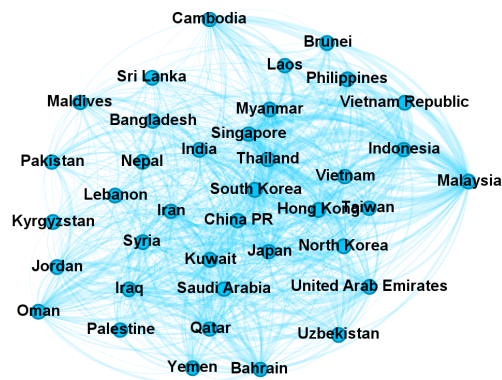 Cambodia
Brunei
Laos
Sri Lanka
Philippines
Maldives
Myanmar
Vietnam Republic
Bangladesh
Singapore
India
Indonesia
Pakistan
Nepal
Thailand
Vietnam
Malaysia
South Korea
Lebanon
Iran
Hong Kong
Taiwan
Kyrgyzstan
China PR
Syria
North Korea
Kuwait
Japan
Jordan
Iraq
Saudi Arabia
United Arab Emirates
Oman
Palestine
Qatar
Uzbekistan
Yemen
Bahrain